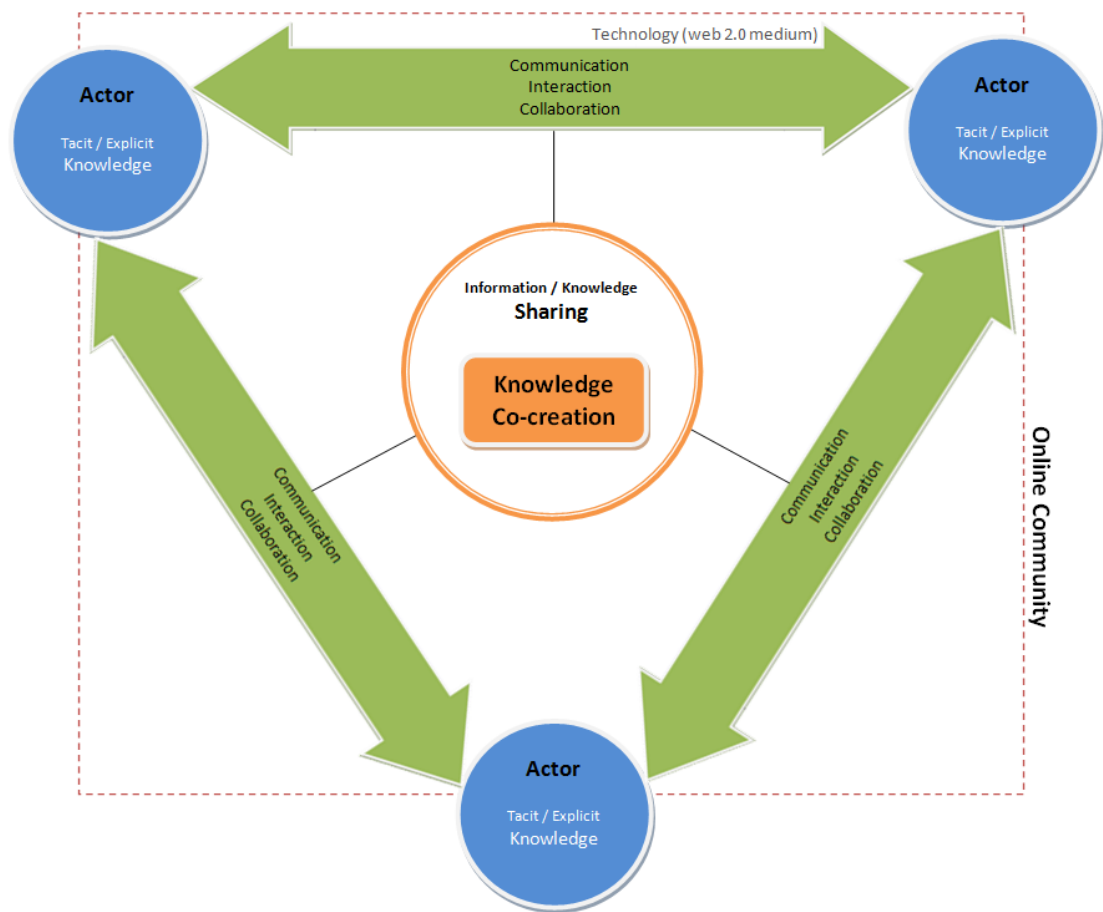 Technology (web 2.0 medium)
Communication
Interaction
Collaboration
Actor
Tacit / Explicit
Knowledge
Actor
Tacit / Explicit
Knowledge
Information / Knowledge
Sharing
Knowledge
Co-creation
Communication
Interaction
Collaboration
Communication
Interaction
Collaboration
Online Community
Actor
Tacit / Explicit
Knowledge